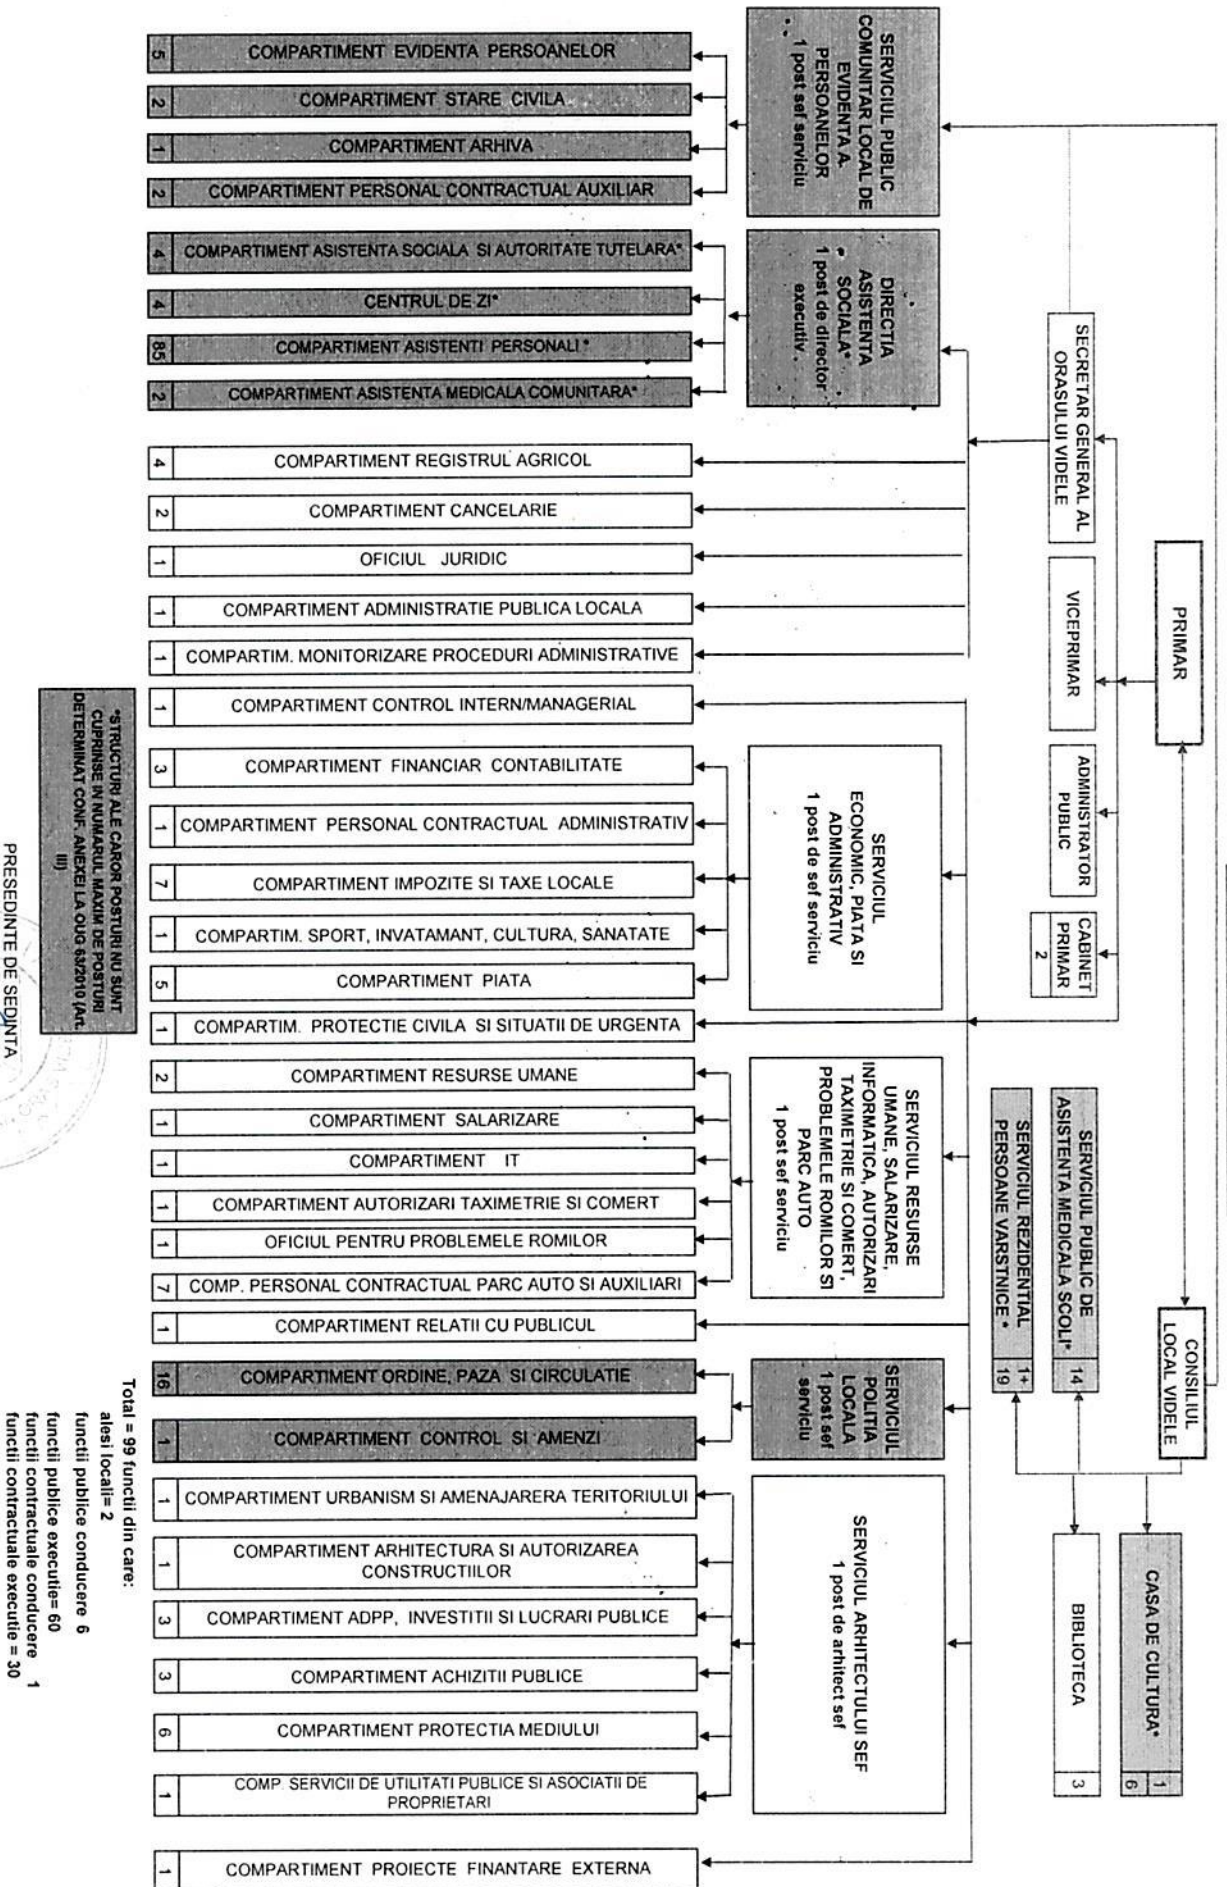 PRIMAR
CONSILIUL
LOCAL VIDELE
SECRETAR GENERAL AL
ORASULUI VIDELE
VICEPRIMAR
ADMINISTRATOR
PUBLIC
CABINET
PRIMAR
2
SERVICIUL PUBLIC DE
ASISTENTA MEDICALA SCOLI*
14
SERVICIUL REZIDENTIAL
PERSOANE VARSTNICE *
1+
19
CASA DE CULTURA*
1
6
BIBLIOTECA
3
SERVICIUL PUBLIC
COMUNITAR LOCAL DE
EVIDENTA A
PERSOANELOR
1 post sef serviciu
COMPARTIMENT EVIDENTA PERSOANELOR
5
COMPARTIMENT STARE CIVILA
2
COMPARTIMENT ARHIVA
1
COMPARTIMENT PERSONAL CONTRACTUAL AUXILIAR
2
DIRECTIA
ASISTENTA
SOCIALA*
1 post de director
executiv
COMPARTIMENT ASISTENTA SOCIALA SI AUTORITATE TUTELARA*
4
CENTRUL DE ZI*
4
COMPARTIMENT ASISTENTI PERSONALI *
85
COMPARTIMENT ASISTENTA MEDICALA COMUNITARA*
2
COMPARTIMENT REGISTRUL AGRICOL
4
COMPARTIMENT CANCELARIE
2
OFICIUL JURIDIC
1
COMPARTIMENT ADMINISTRATIE PUBLICA LOCALA
1
COMPARTIM. MONITORIZARE PROCEDURI ADMINISTRATIVE
1
COMPARTIMENT CONTROL INTERN/MANAGERIAL
1
SERVICIUL
ECONOMIC, PIATA SI
ADMINISTRATIV
1 post de sef serviciu
COMPARTIMENT FINANCIAR CONTABILITATE
3
COMPARTIMENT PERSONAL CONTRACTUAL ADMINISTRATIV
1
COMPARTIMENT IMPOZITE SI TAXE LOCALE
7
COMPARTIM. SPORT, INVATAMANT, CULTURA, SANATATE
1
COMPARTIMENT PIATA
5
COMPARTIM. PROTECTIE CIVILA SI SITUATII DE URGENTA
1
SERVICIUL RESURSE
UMANE, SALARIZARE,
INFORMATICA, AUTORIZARI
TAXIMETRIE SI COMERT,
PROBLEMELE ROMILOR SI
PARC AUTO
1 post sef serviciu
COMPARTIMENT RESURSE UMANE
2
COMPARTIMENT SALARIZARE
1
COMPARTIMENT IT
1
COMPARTIMENT AUTORIZARI TAXIMETRIE SI COMERT
1
OFICIUL PENTRU PROBLEMELE ROMILOR
1
COMP. PERSONAL CONTRACTUAL PARC AUTO SI AUXILIARI
7
COMPARTIMENT RELATII CU PUBLICUL
1
SERVICIUL
POLITIA
LOCALA
1 post sef
serviciu
COMPARTIMENT ORDINE, PAZA SI CIRCULATIE
16
COMPARTIMENT CONTROL SI AMENZI
1
SERVICIUL ARHITECTULUI SEF
1 post de arhitect sef
COMPARTIMENT URBANISM SI AMENAJARERA TERITORIULUI
1
COMPARTIMENT ARHITECTURA SI AUTORIZAREA
CONSTRUCTIILOR
1
COMPARTIMENT ADPP, INVESTITII SI LUCRARI PUBLICE
3
COMPARTIMENT ACHIZITII PUBLICE
3
COMPARTIMENT PROTECTIA MEDIULUI
6
COMP. SERVICII DE UTILITATI PUBLICE SI ASOCIATII DE
PROPRIETARI
1
COMPARTIMENT PROIECTE FINANTARE EXTERNA
1
*STRUCTURI ALE CAROR POSTURI NU SUNT
CUPRINSE IN NUMARUL MAXIM DE POSTURI
DETERMINAT CONF. ANEXEI LA OUG 63/2010 (Art.
III)
Total = 99 functii din care:
alesi locali= 2
functii publice conducere 6
functii publice executie= 60
functii contractuale conducere 1
functii contractuale executie = 30
PRESEDINTE DE SEDINTA